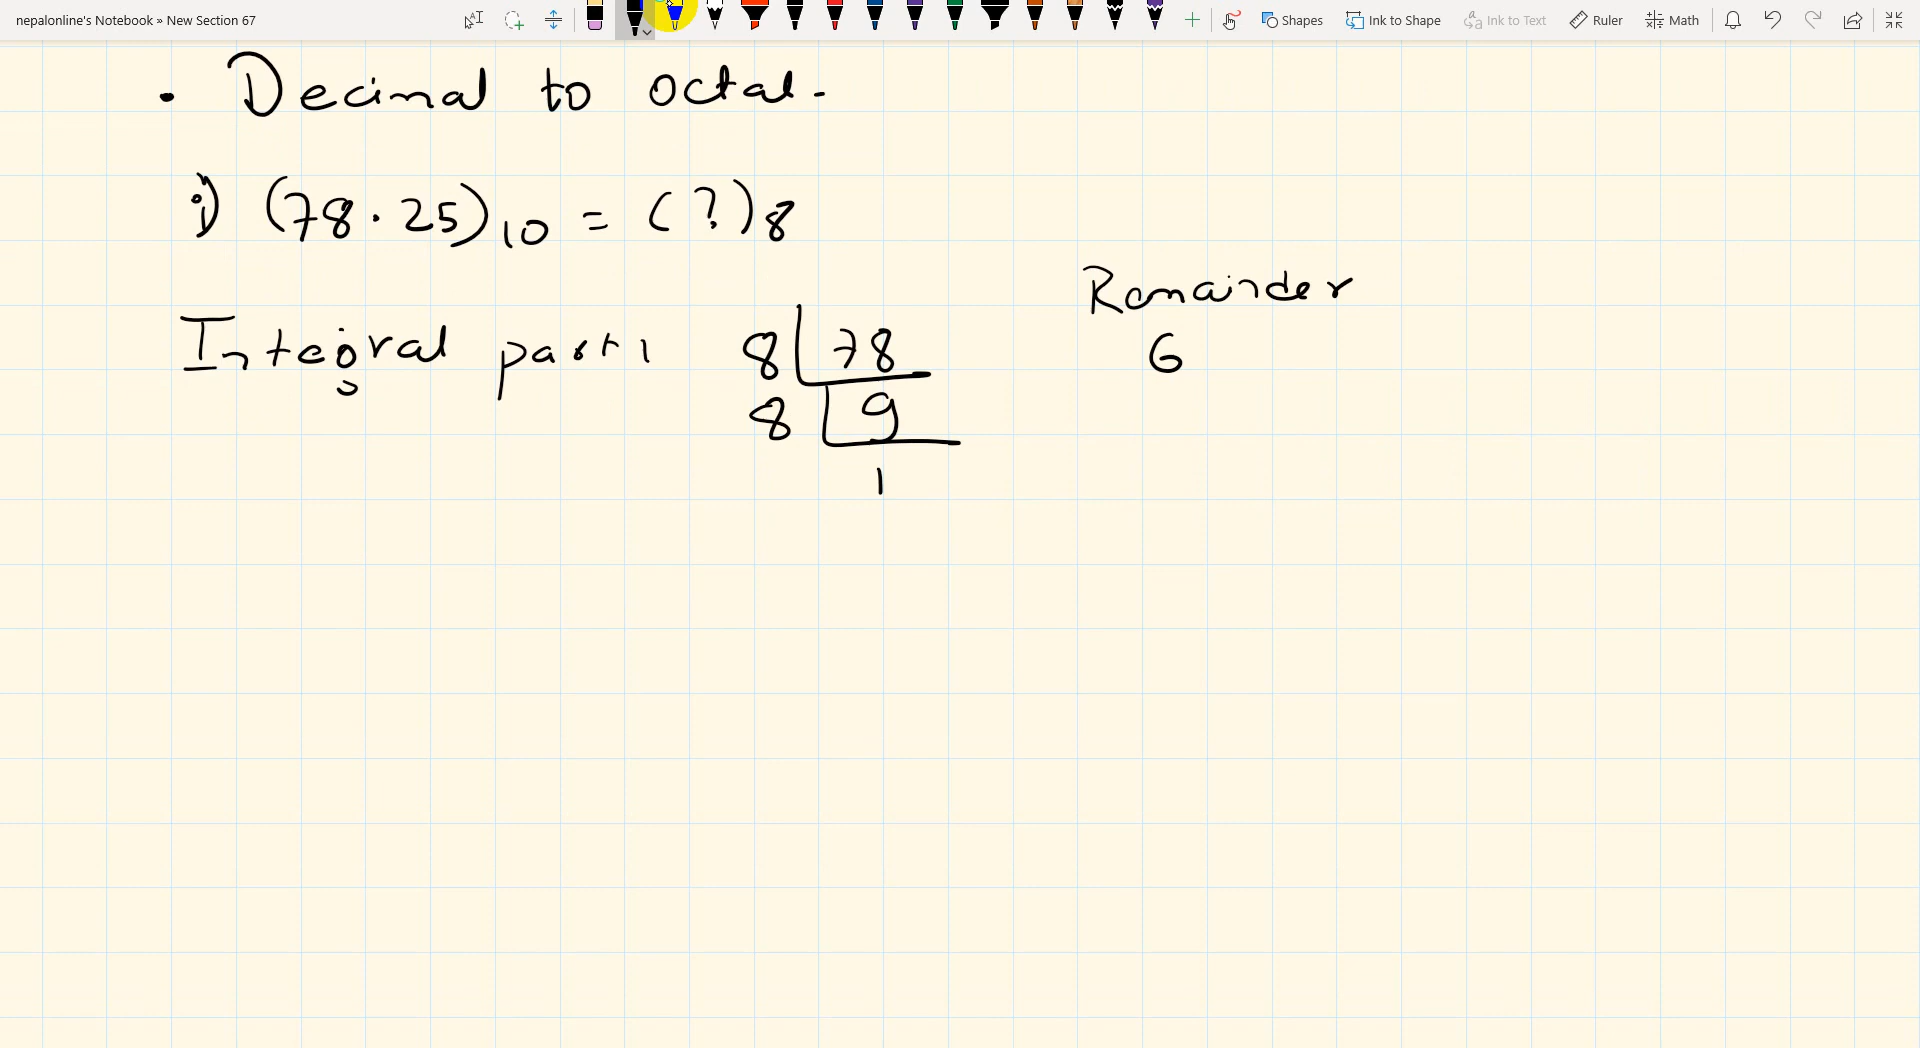 nepalonline's Notebook » New Section 67
Shapes Ink to Shape Ink to Text Ruler Math
• Decimal to octal.
i) (78.25)10 = (?)8
Remainder
Integral part 8 78 6
8 9
1